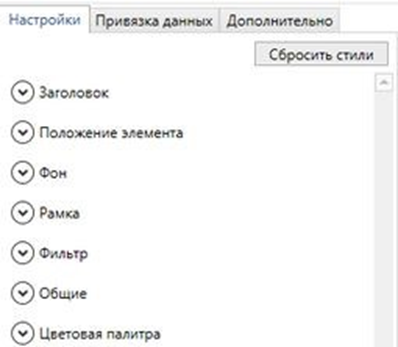 Настройки Привязка данных Дополнительно
Сбросить стили
Заголовок
Положение элемента
Фон
Рамка
Фильтр
Общие
Цветовая палитра